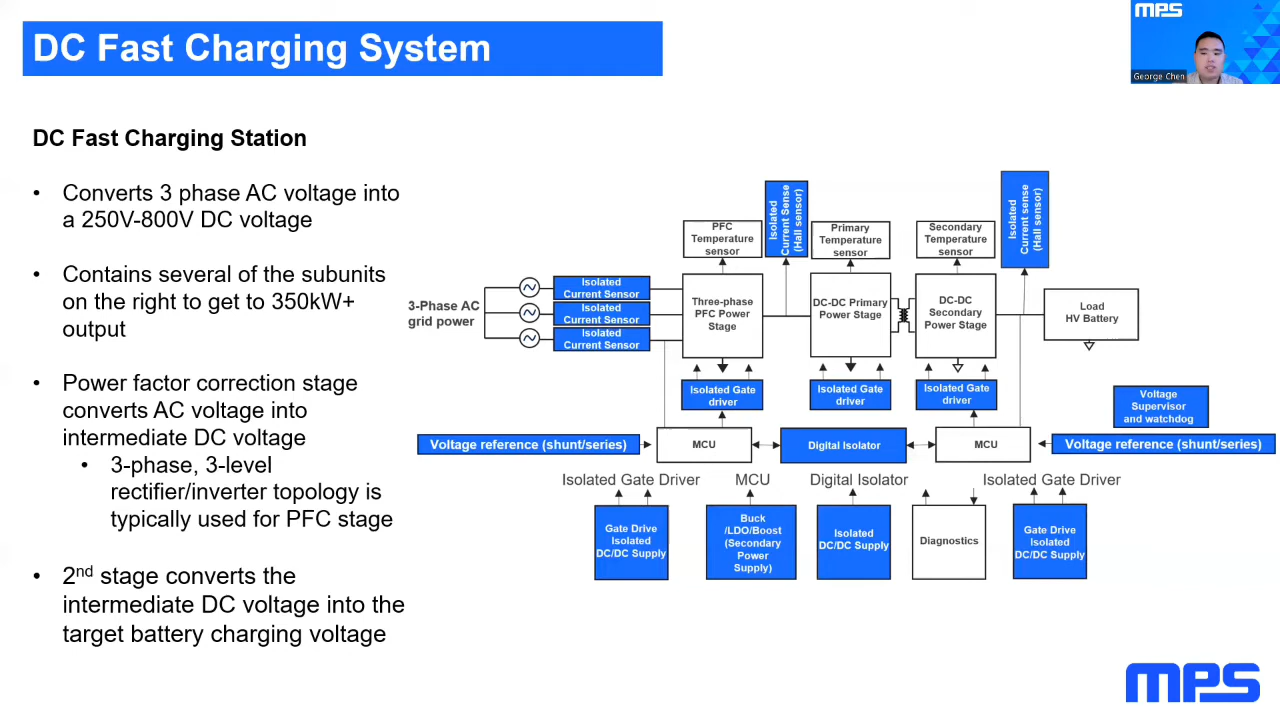 DC Fast Charging System
MPS
George Chen
DC Fast Charging Station
• Converts 3 phase AC voltage into
a 250V-800V DC voltage
• Contains several of the subunits
on the right to get to 350kW+
output
• Power factor correction stage
converts AC voltage into
intermediate DC voltage
• 3-phase, 3-level
rectifier/inverter topology is
typically used for PFC stage
• 2nd stage converts the
intermediate DC voltage into the
target battery charging voltage
3-Phase AC
grid power
Isolated
Current Sensor
Isolated
Current Sensor
Isolated
Current Sensor
PFC
Temperature
sensor
Isolated
Current Sense
(Hall sensor)
Primary
Temperature
sensor
Secondary
Temperature
sensor
Isolated
Current sense
(Hall sensor)
Three-phase
PFC Power
Stage
DC-DC Primary
Power Stage
DC-DC
Secondary
Power Stage
Load
HV Battery
Isolated Gate
driver
Isolated Gate
driver
Isolated Gate
driver
Voltage
Supervisor
and watchdog
Voltage reference (shunt/series)
MCU
Digital Isolator
MCU
Voltage reference (shunt/series)
Isolated Gate Driver
MCU
Digital Isolator
Isolated Gate Driver
Gate Drive
Isolated
DC/DC Supply
Buck
/LDO/Boost
(Secondary
Power
Supply)
Isolated
DC/DC Supply
Diagnostics
Gate Drive
Isolated
DC/DC Supply
MPS